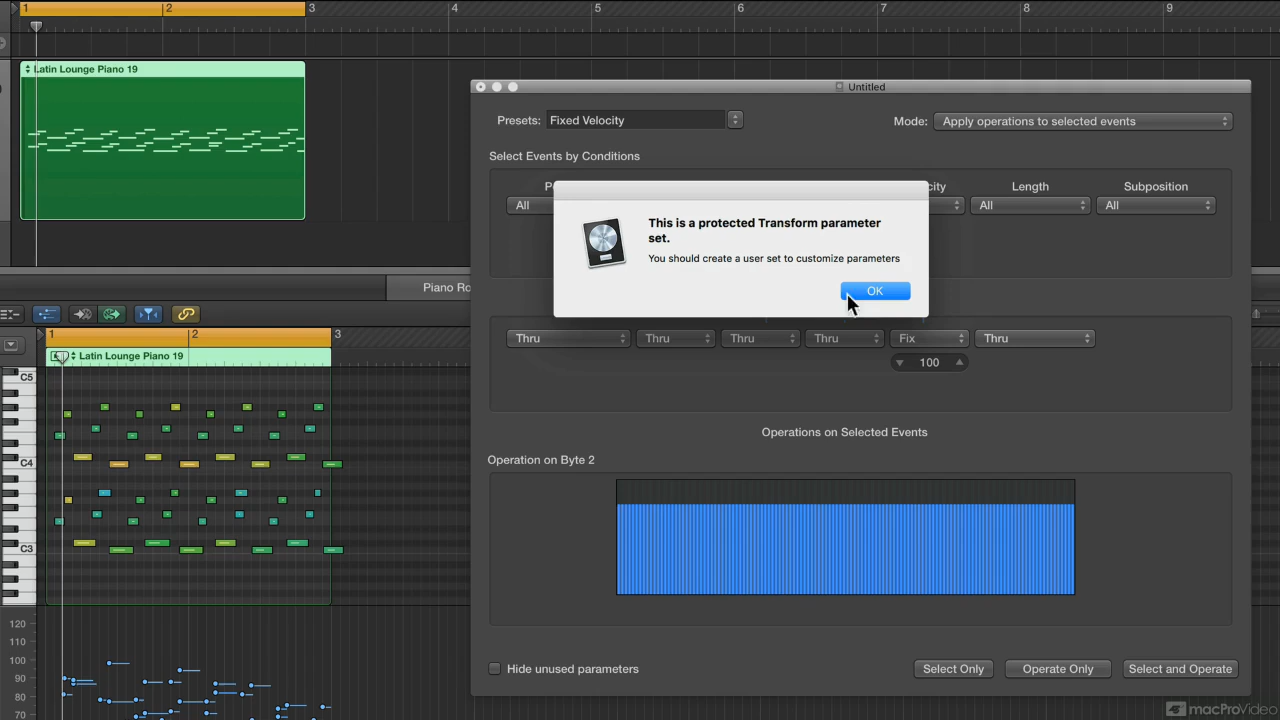 1 2 3 4 5 6 7 8 9
Latin Lounge Piano 19
Untitled
Presets: Fixed Velocity
Mode: Apply operations to selected events
Select Events by Conditions
Length Subposition
All All All
This is a protected Transform parameter
set.
You should create a user set to customize parameters
OK
Piano Ro
Thru Thru Thru Thru Fix Thru
100
1 2 3
Latin Lounge Piano 19
C5
C4
C3
Operations on Selected Events
Operation on Byte 2
120
110
100
90
80
70
Hide unused parameters
Select Only Operate Only Select and Operate
macProVideo